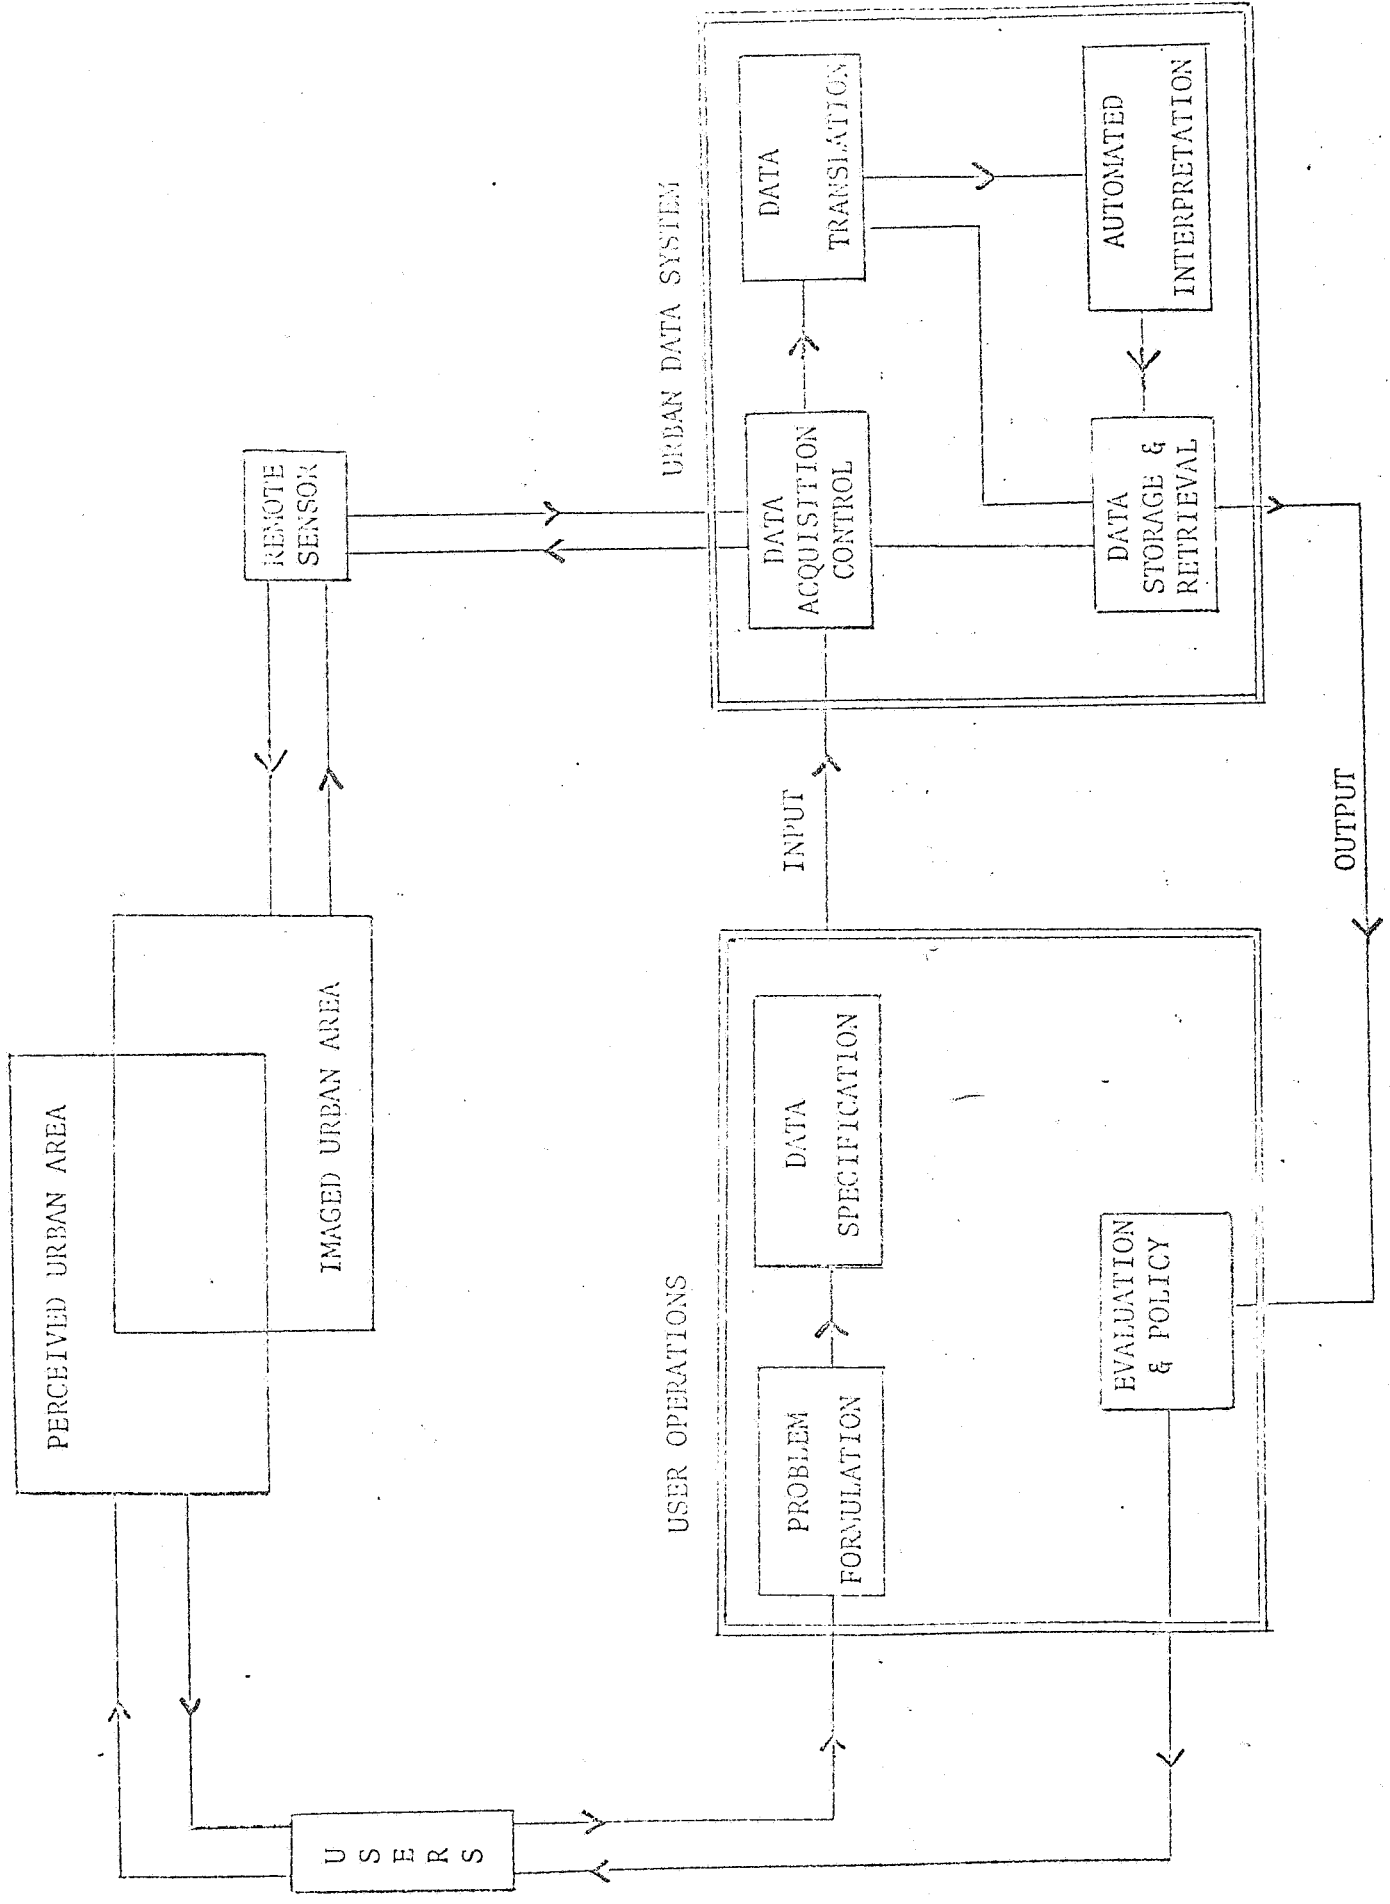 PERCEIVED URBAN AREA
IMAGED URBAN AREA
REMOTE
SENSOR
USERS
USER OPERATIONS
PROBLEM
FORMULATION
DATA
SPECIFICATION
EVALUATION
& POLICY
INPUT
OUTPUT
URBAN DATA SYSTEM
DATA
ACQUISITION
CONTROL
DATA
TRANSLATION
DATA
STORAGE &
RETRIEVAL
AUTOMATED
INTERPRETATION